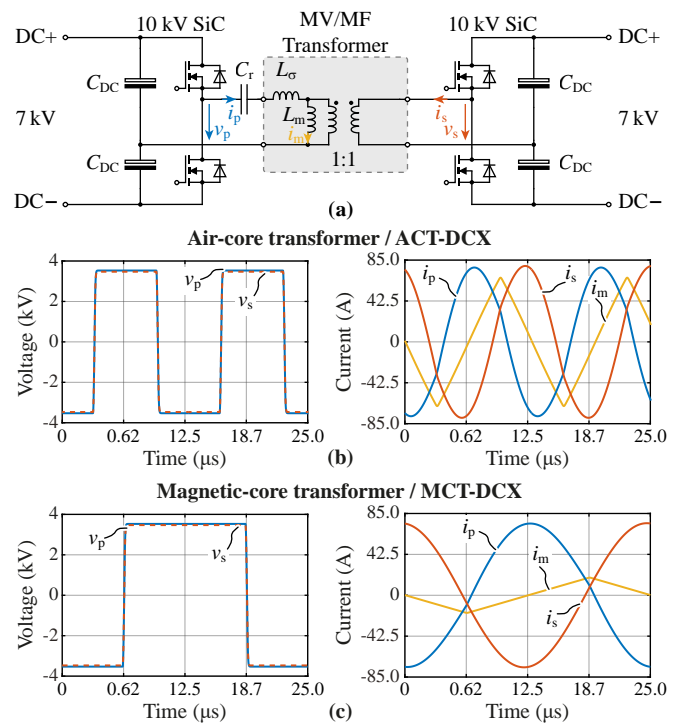 10 kV SiC
MV/MF
Transformer
10 kV SiC
DC+
DC+
C_DC
C_r
L_σ
C_DC
7 kV
i_p
v_p
L_m
i_m
i_s
v_s
7 kV
C_DC
1:1
C_DC
DC−
DC−
(a)
Air-core transformer / ACT-DCX
Voltage (kV)
4
2
0
-2
-4
v_p
v_s
0
0.62
12.5
18.7
25.0
Time (μs)
Current (A)
85.0
42.5
0
-42.5
-85.0
i_p
i_s
i_m
0
0.62
12.5
18.7
25.0
Time (μs)
(b)
Magnetic-core transformer / MCT-DCX
Voltage (kV)
4
2
0
-2
-4
v_p
v_s
0
0.62
12.5
18.7
25.0
Time (μs)
Current (A)
85.0
42.5
0
-42.5
-85.0
i_p
i_m
i_s
0
0.62
12.5
18.7
25.0
Time (μs)
(c)